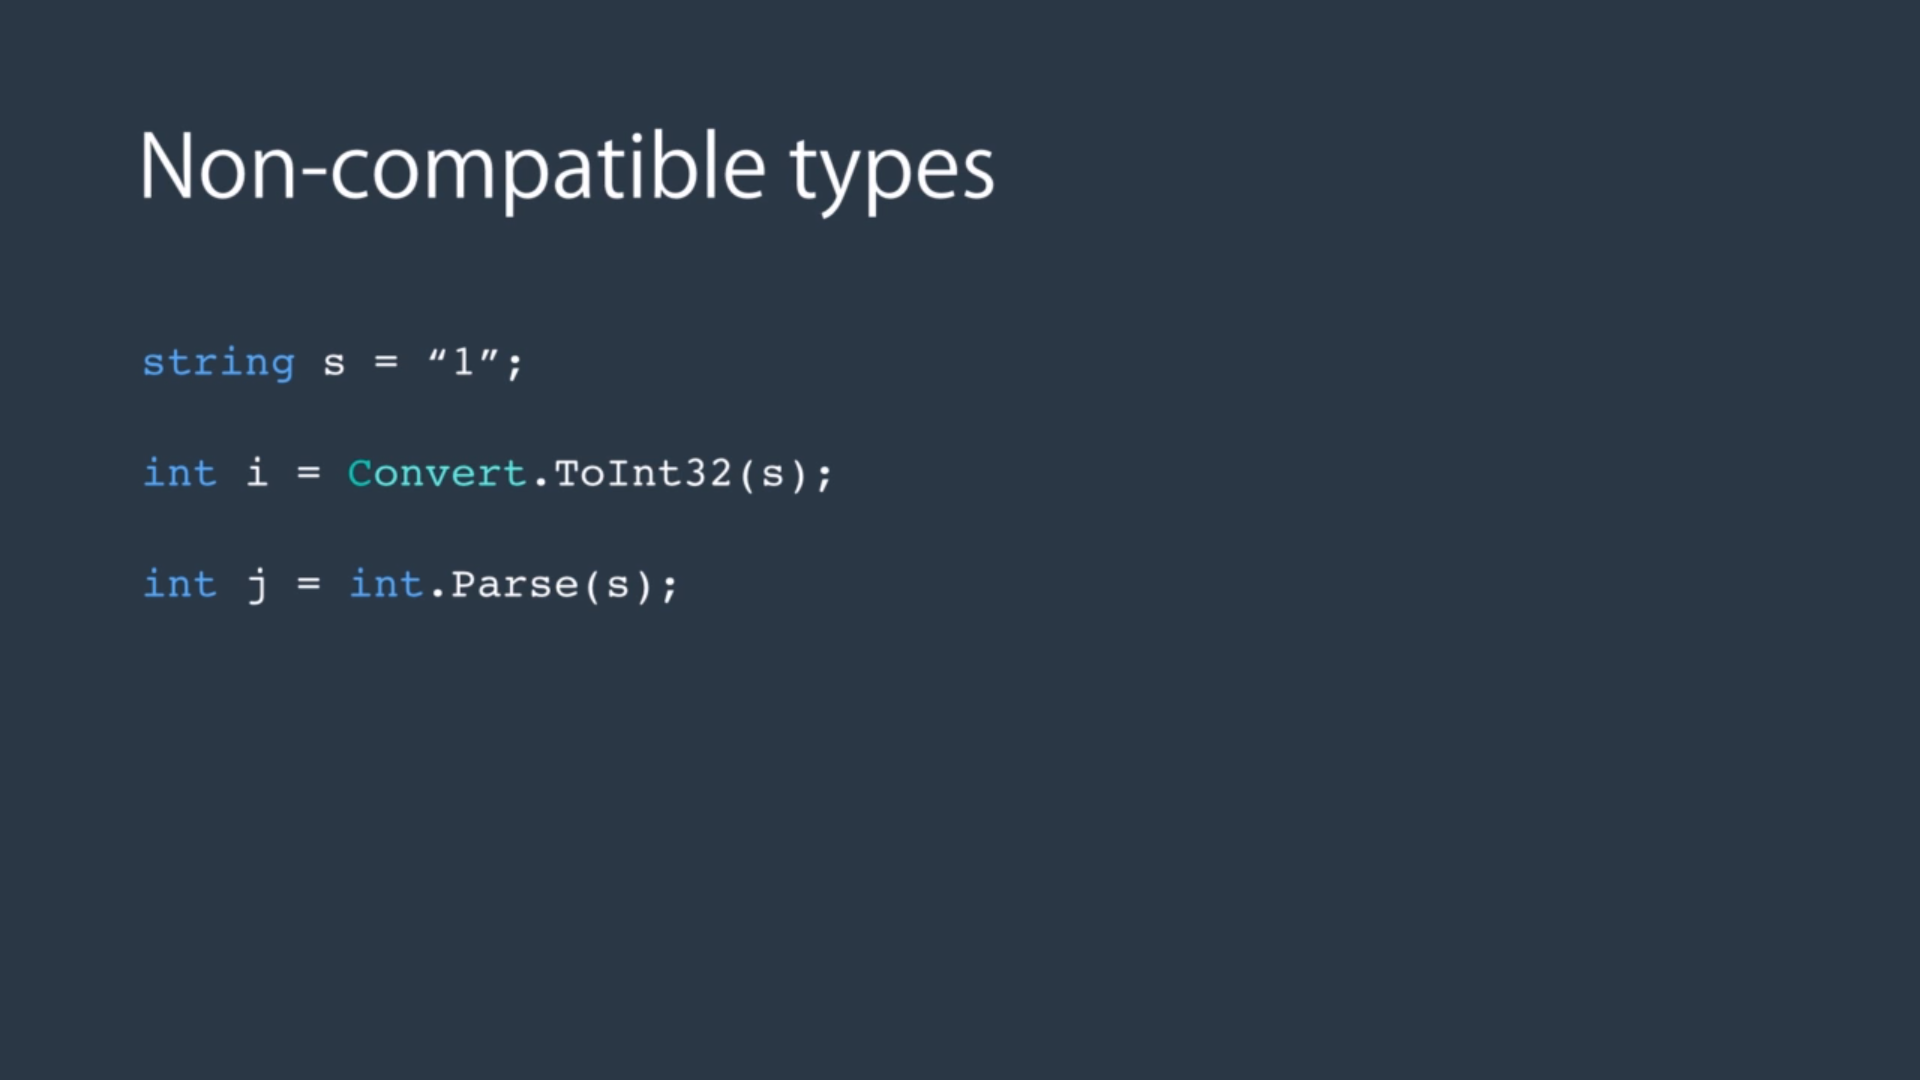 Non-compatible types
string s = “1”;
int i = Convert.ToInt32(s);
int j = int.Parse(s);